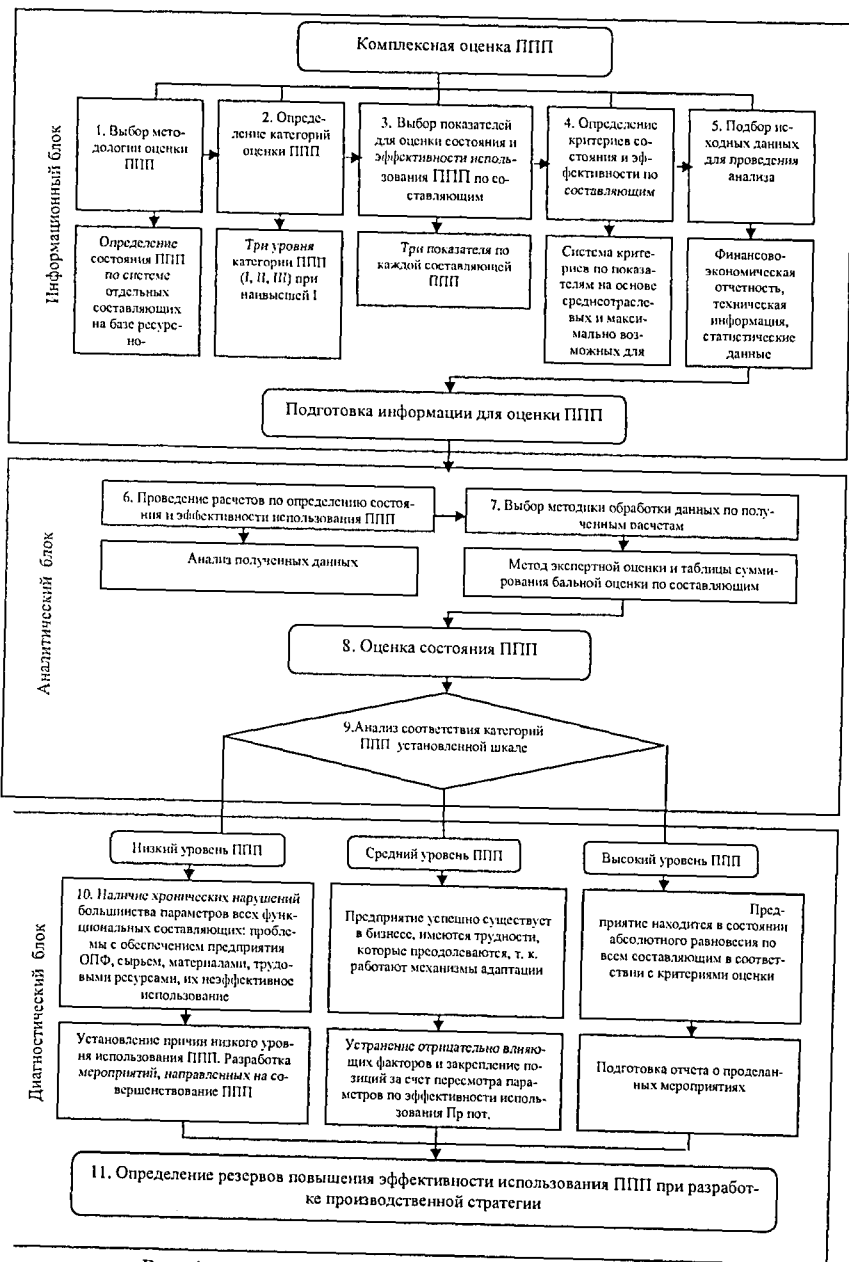 Комплексная оценка ППП
Информационный блок
1. Выбор мето-
дологии оценки
ППП
2. Опреде-
ление категорий
оценки ППП
3. Выбор показателей
для оценки состояния и
эффективности исполь-
зования ППП по со-
ставляющим
4. Определение
критериев состо-
яния и эф-
фективности по
составляющим
5. Подбор ис-
ходных данных
для проведения
анализа
Определение
состояния ППП
по системе
отдельных
составляющих
на базе ресурс-
но-
Три уровня
категории ППП
(I, II, III) при
наивысшей I
Три показателя по
каждой составляющей
ППП
Система крите-
риев по показа-
телям на основе
среднеотрасле-
вых и макси-
мально воз-
можных для
Финансово-
экономическая
отчетность,
техническая
информация,
статистические
данные
Подготовка информации для оценки ППП
Аналитический блок
6. Проведение расчетов по определению состоя-
ния и эффективности использования ППП
7. Выбор методики обработки данных по полу-
ченным расчетам
Анализ полученных данных
Метод экспертной оценки и таблицы сумми-
рования бальной оценки по составляющим
8. Оценка состояния ППП
9.Анализ соответствия категорий
ППП установленной шкале
Диагностический блок
Низкий уровень ППП
Средний уровень ППП
Высокий уровень ППП
10. Наличие хронических нарушений
большинства параметров всех функ-
циональных составляющих: пробле-
мы с обеспечением предприятия
ОПФ, сырьем, материалами, трудо-
выми ресурсами, их неэффективное
использование
Предприятие успешно существует
в бизнесе, имеются трудности,
которые преодолеваются, т. к.
работают механизмы адаптации
Пред-
приятие находится в состоянии
абсолютного равновесия по
всем составляющим в соответ-
ствии с критериями оценки
Установление причин низкого уров-
ня использования ППП. Разработка
мероприятий, направленных на со-
вершенствование ППП
Устранение отрицательно влияю-
щих факторов и закрепление по-
зиций за счет пересмотра пара-
метров по эффективности исполь-
зования Пр пот.
Подготовка отчета о проделан-
ных мероприятиях
11. Определение резервов повышения эффективности использования ППП при разработ-
ке производственной стратегии